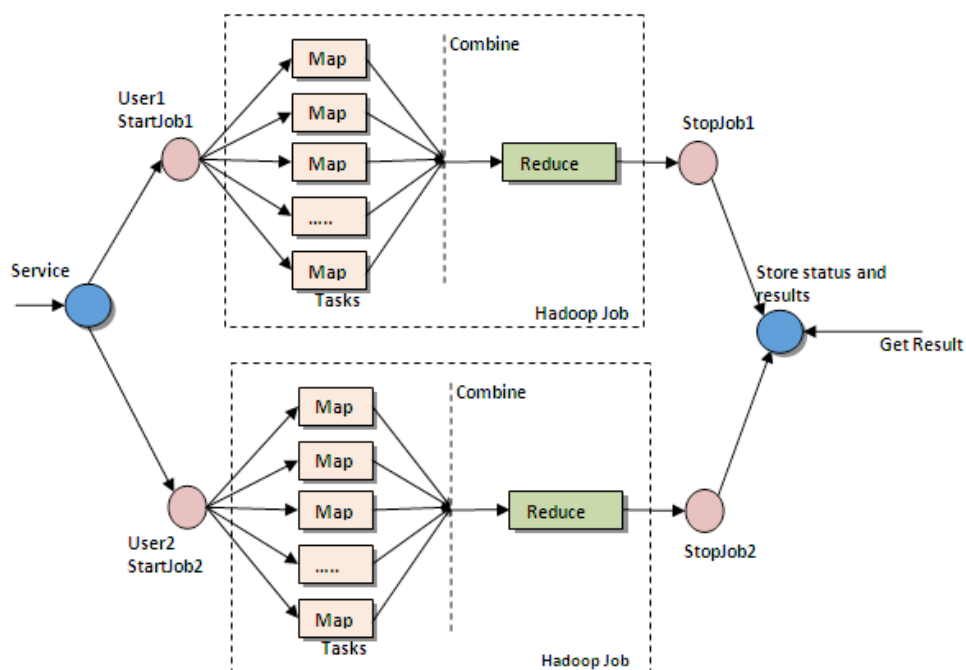 Combine
Map
User1
StartJob1
Map
StopJob1
Map
Reduce
.....
Service
Map
Store status and
results
Tasks
Hadoop Job
Get Result
Combine
Map
Map
Map
Reduce
.....
User2
StartJob2
StopJob2
Map
Tasks
Hadoop Job